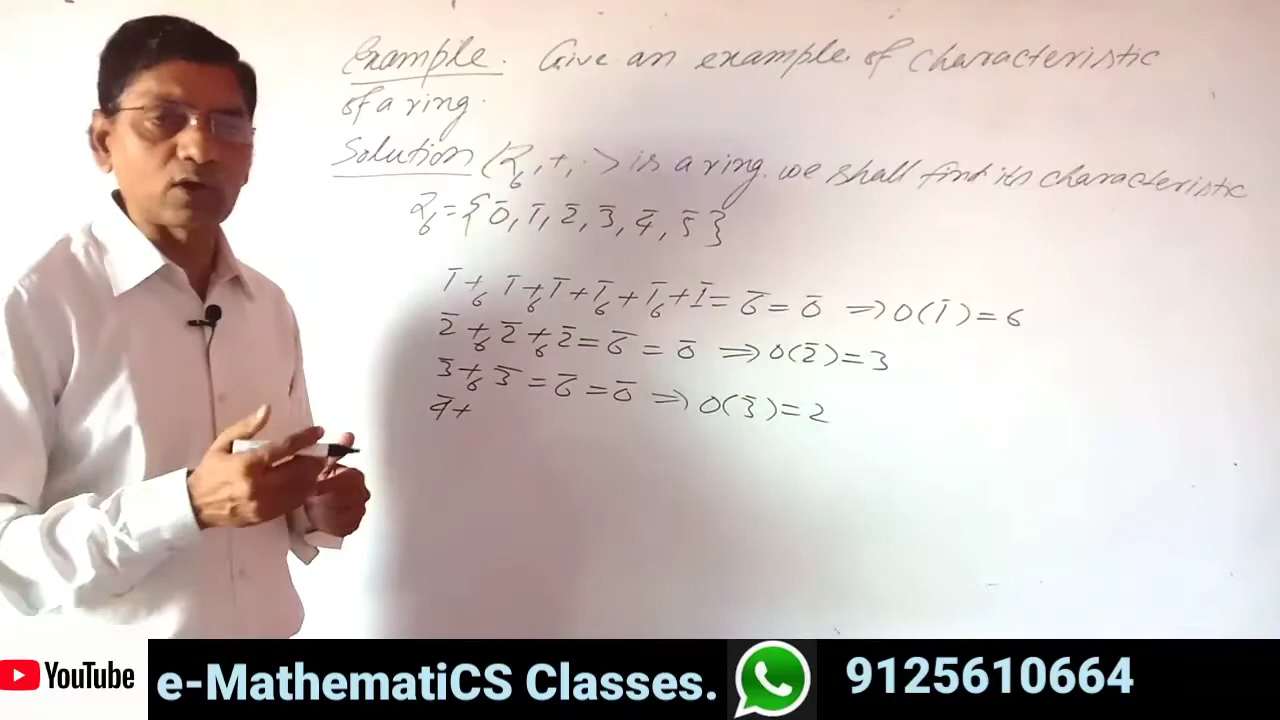 Example. Give an example of characteristic
of a ring.
Solution (Z₆, +, ·) is a ring. we shall find its characteristic
Z₆ = { 0̄, 1̄, 2̄, 3̄, 4̄, 5̄ }
1̄ +₆ 1̄ +₆ 1̄ +₆ 1̄ +₆ 1̄ + 1̄ = 6̄ = 0̄ ⇒ O(1̄) = 6
2̄ +₆ 2̄ +₆ 2̄ = 6̄ = 0̄ ⇒ O(2̄) = 3
3̄ +₆ 3̄ = 6̄ = 0̄ ⇒ O(3̄) = 2
4̄ +
YouTube e-MathematiCS Classes. 9125610664